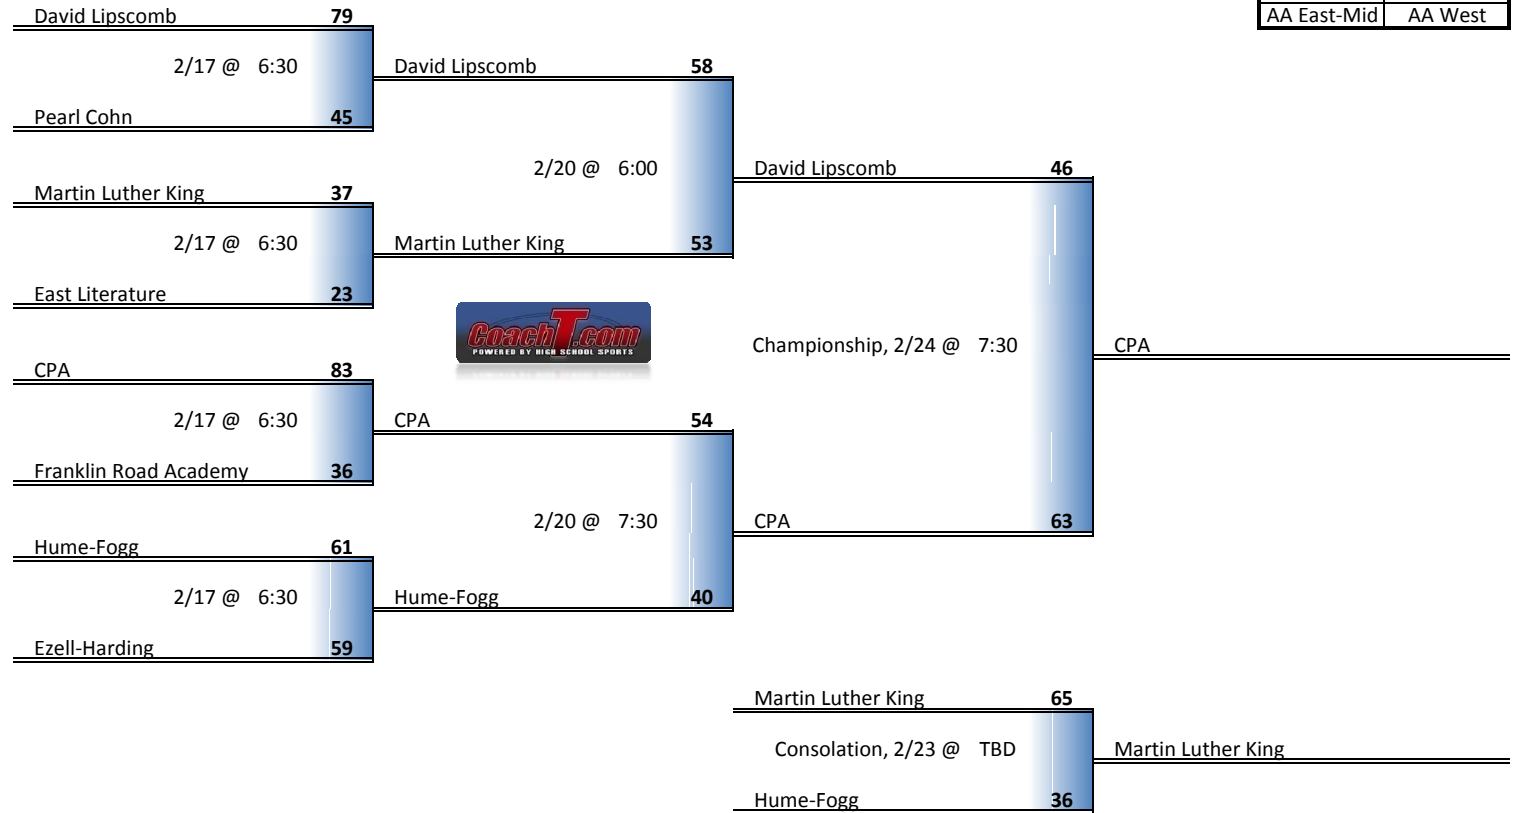 David Lipscomb 79
AA East-Mid AA West
2/17 @ 6:30
David Lipscomb 58
Pearl Cohn 45
2/20 @ 6:00
David Lipscomb 46
Martin Luther King 37
2/17 @ 6:30
Martin Luther King 53
East Literature 23
CoachT.com
POWERED BY HIGH SCHOOL SPORTS
Championship, 2/24 @ 7:30
CPA
CPA 83
2/17 @ 6:30
CPA 54
Franklin Road Academy 36
2/20 @ 7:30
CPA 63
Hume-Fogg 61
2/17 @ 6:30
Hume-Fogg 40
Ezell-Harding 59
Martin Luther King 65
Consolation, 2/23 @ TBD
Martin Luther King
Hume-Fogg 36